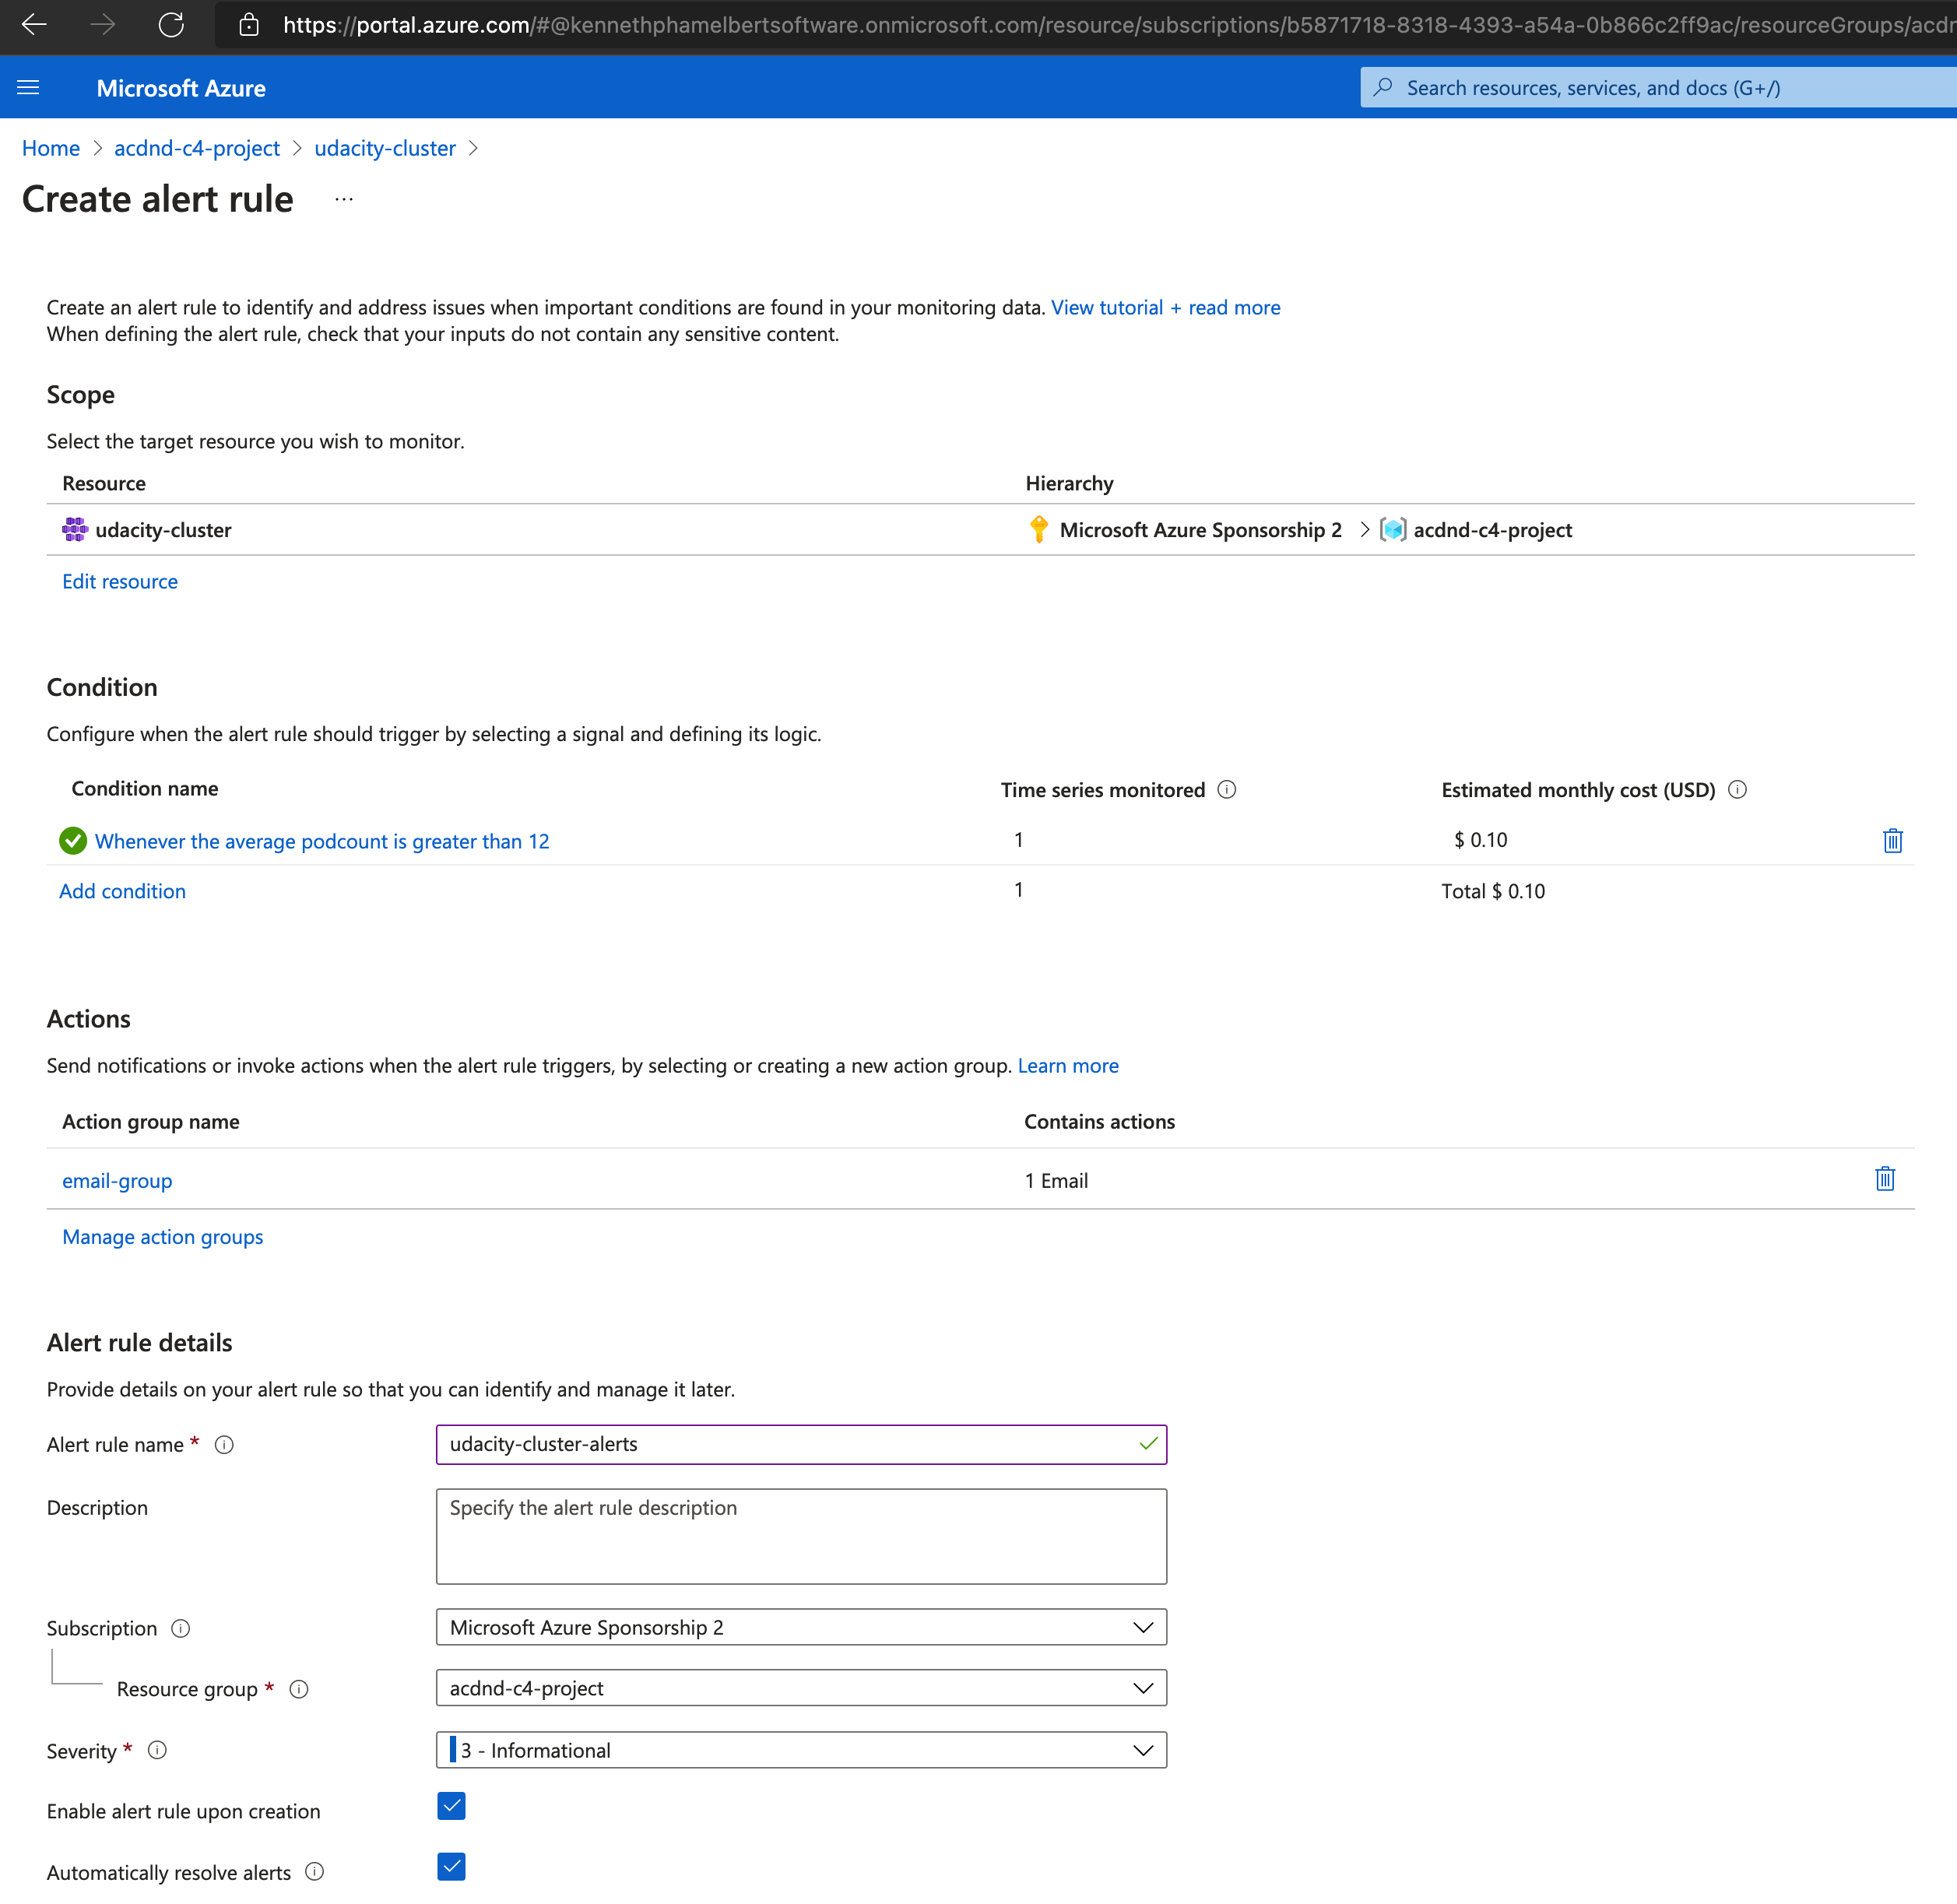 https://portal.azure.com/#@kennethphamelbertsoftware.onmicrosoft.com/resource/subscriptions/b5871718-8318-4393-a54a-0b866c2ff9ac/resourceGroups/acdn
Microsoft Azure
Search resources, services, and docs (G+/)
Home > acdnd-c4-project > udacity-cluster >
Create alert rule ...
Create an alert rule to identify and address issues when important conditions are found in your monitoring data. View tutorial + read more
When defining the alert rule, check that your inputs do not contain any sensitive content.
Scope
Select the target resource you wish to monitor.
Resource Hierarchy
udacity-cluster Microsoft Azure Sponsorship 2 > acdnd-c4-project
Edit resource
Condition
Configure when the alert rule should trigger by selecting a signal and defining its logic.
Condition name Time series monitored Estimated monthly cost (USD)
Whenever the average podcount is greater than 12 1 $ 0.10
Add condition 1 Total $ 0.10
Actions
Send notifications or invoke actions when the alert rule triggers, by selecting or creating a new action group. Learn more
Action group name Contains actions
email-group 1 Email
Manage action groups
Alert rule details
Provide details on your alert rule so that you can identify and manage it later.
Alert rule name * udacity-cluster-alerts
Description Specify the alert rule description
Subscription Microsoft Azure Sponsorship 2
Resource group * acdnd-c4-project
Severity * 3 - Informational
Enable alert rule upon creation
Automatically resolve alerts